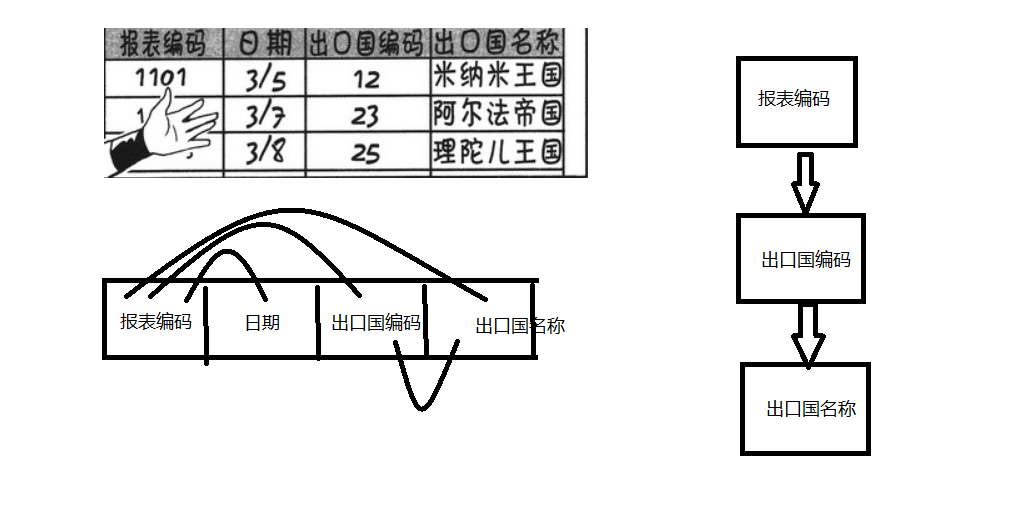 报表编码 日期 出口国编码 出口国名称
1101 3/5 12 米纳米王国
3/7 23 阿尔法帝国
3/8 25 理陀儿王国
报表编码 日期 出口国编码 出口国名称
报表编码
出口国编码
出口国名称